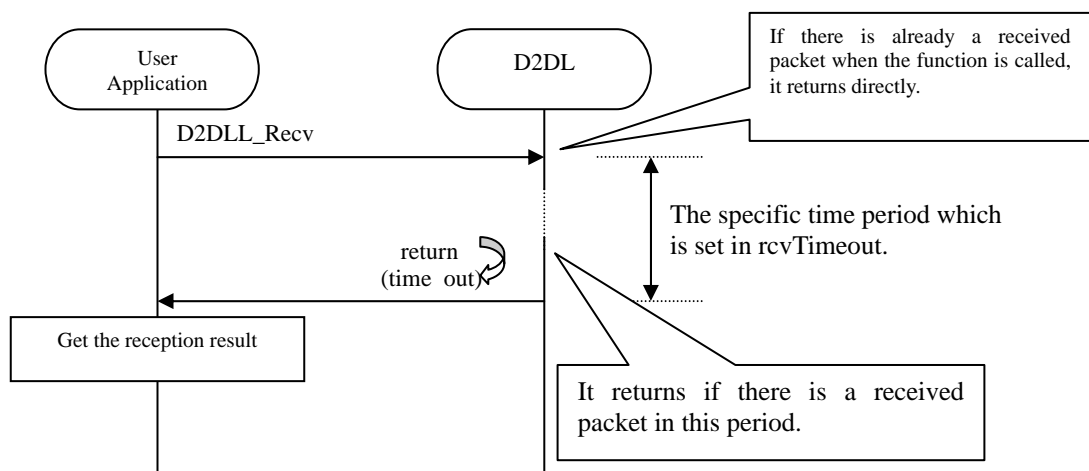 User
Application
D2DL
If there is already a received
packet when the function is called,
it returns directly.
D2DLL_Recv
The specific time period which
is set in rcvTimeout.
return
(time out)
Get the reception result
It returns if there is a received
packet in this period.